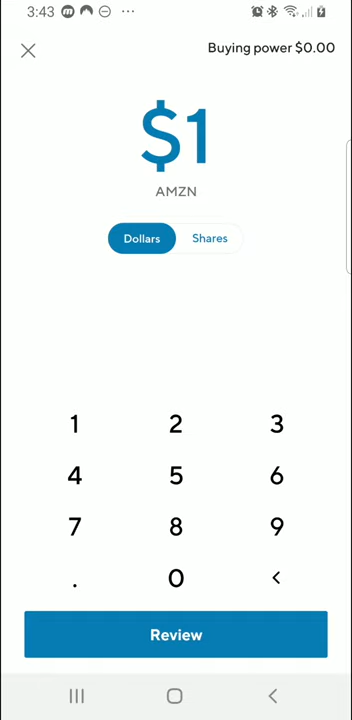 3:43
Buying power $0.00
$1
AMZN
Dollars Shares
1 2 3
4 5 6
7 8 9
. 0 <
Review